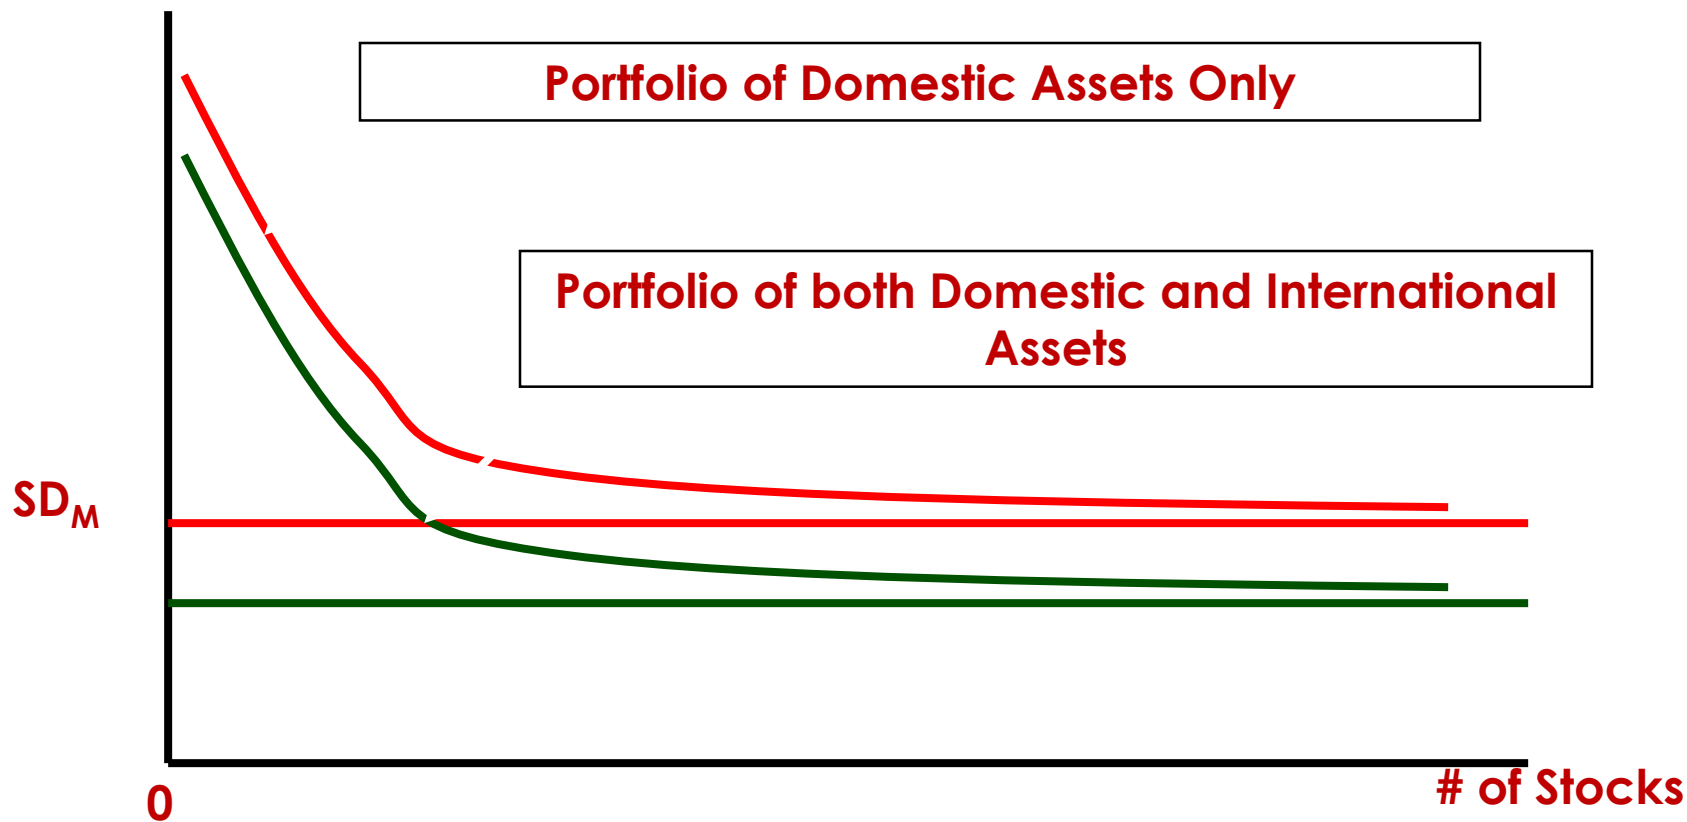 Portfolio of Domestic Assets Only
Portfolio of both Domestic and International
Assets
SDM
0
# of Stocks